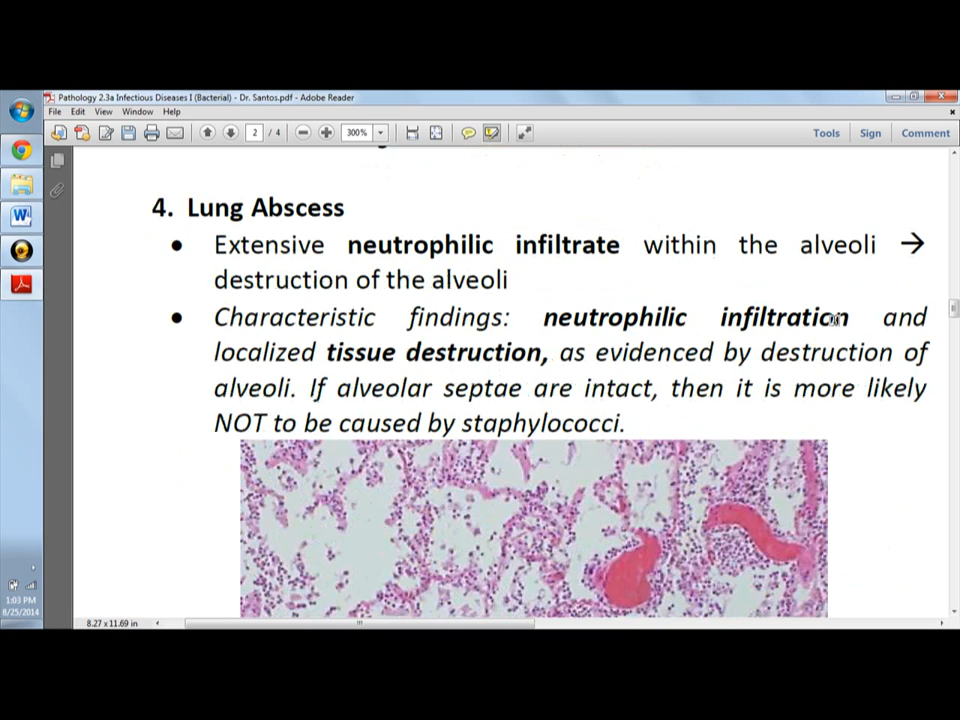 Pathology 2.3a Infectious Diseases I (Bacterial) - Dr. Santos.pdf - Adobe Reader
File Edit View Window Help
2 / 4 300% Tools Sign Comment
4. Lung Abscess
• Extensive neutrophilic infiltrate within the alveoli →
destruction of the alveoli
• Characteristic findings: neutrophilic infiltration and
localized tissue destruction, as evidenced by destruction of
alveoli. If alveolar septae are intact, then it is more likely
NOT to be caused by staphylococci.
1:03 PM
8/25/2014
8.27 x 11.69 in